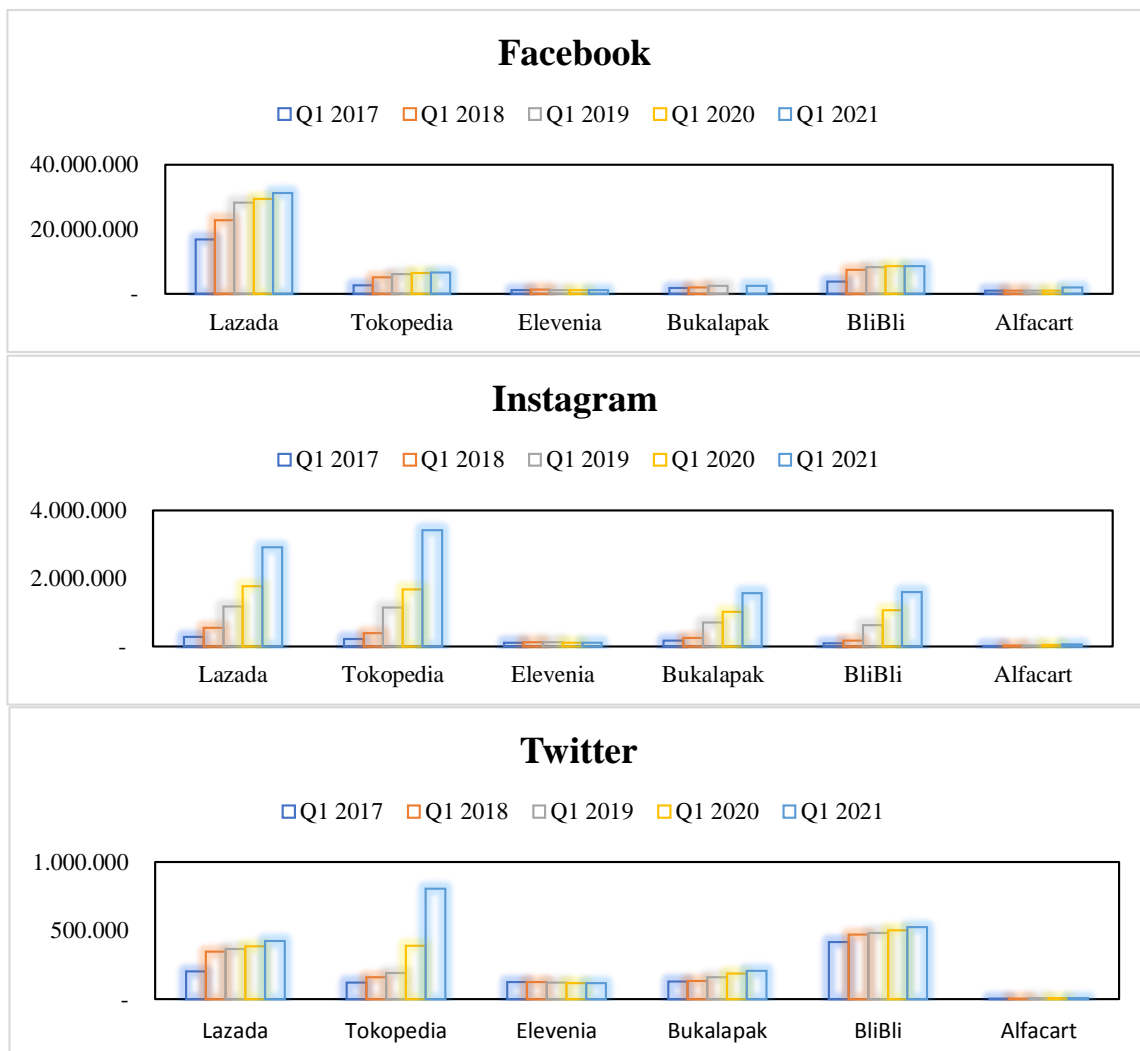 Facebook
Q1 2017 Q1 2018 Q1 2019 Q1 2020 Q1 2021
40.000.000
20.000.000
-
Lazada Tokopedia Elevenia Bukalapak BliBli Alfacart
Instagram
Q1 2017 Q1 2018 Q1 2019 Q1 2020 Q1 2021
4.000.000
2.000.000
-
Lazada Tokopedia Elevenia Bukalapak BliBli Alfacart
Twitter
Q1 2017 Q1 2018 Q1 2019 Q1 2020 Q1 2021
1.000.000
500.000
-
Lazada Tokopedia Elevenia Bukalapak BliBli Alfacart